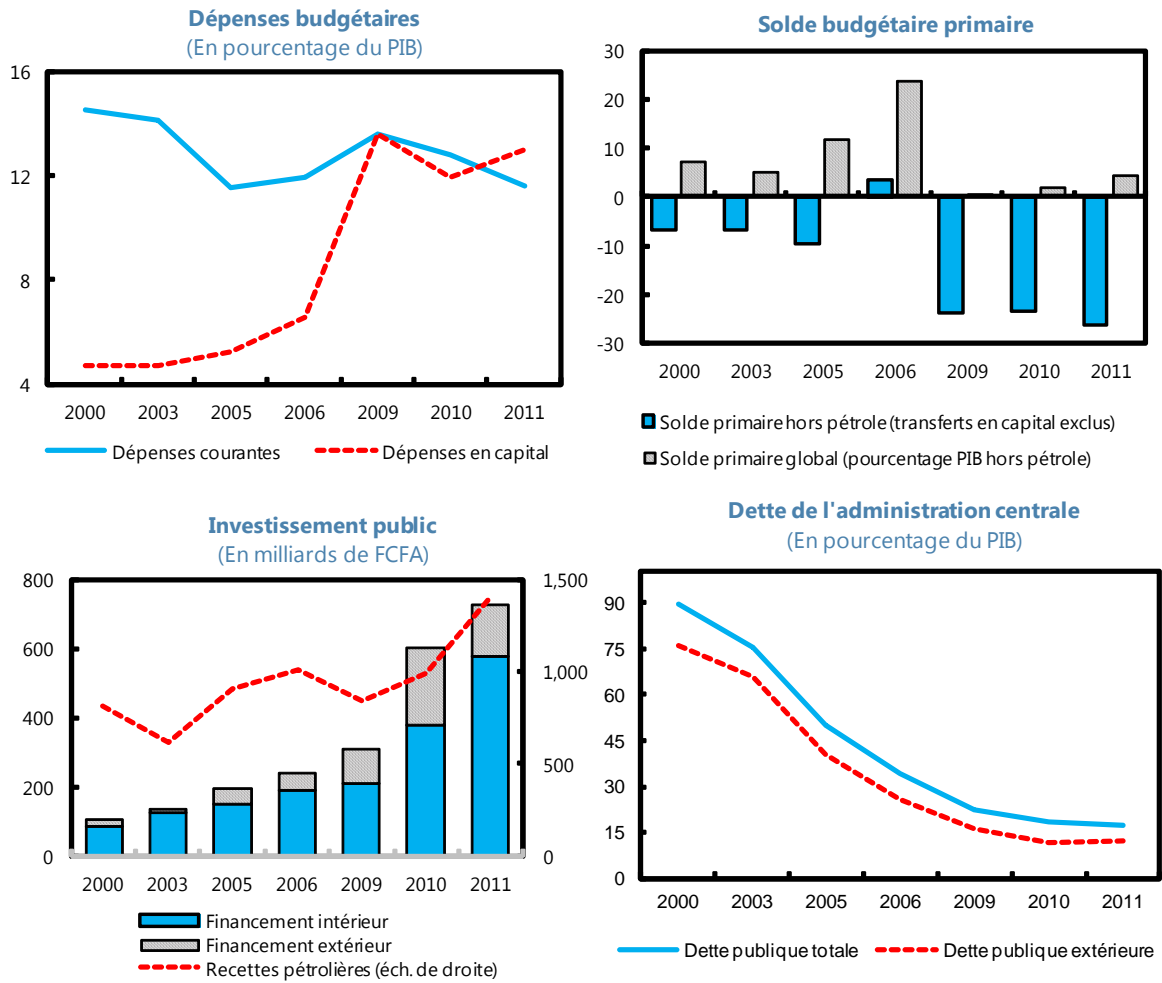 Dépenses budgétaires
(En pourcentage du PIB)
16
12
8
4
2000 2003 2005 2006 2009 2010 2011
Dépenses courantes Dépenses en capital
Solde budgétaire primaire
30
20
10
0
-10
-20
-30
2000 2003 2005 2006 2009 2010 2011
Solde primaire hors pétrole (transferts en capital exclus)
Solde primaire global (pourcentage PIB hors pétrole)
Investissement public
(En milliards de FCFA)
800 1,500
600 1,000
400 500
200 0
0
2000 2003 2005 2006 2009 2010 2011
Financement intérieur
Financement extérieur
Recettes pétrolières (éch. de droite)
Dette de l'administration centrale
(En pourcentage du PIB)
90
75
60
45
30
15
0
2000 2003 2005 2006 2009 2010 2011
Dette publique totale Dette publique extérieure